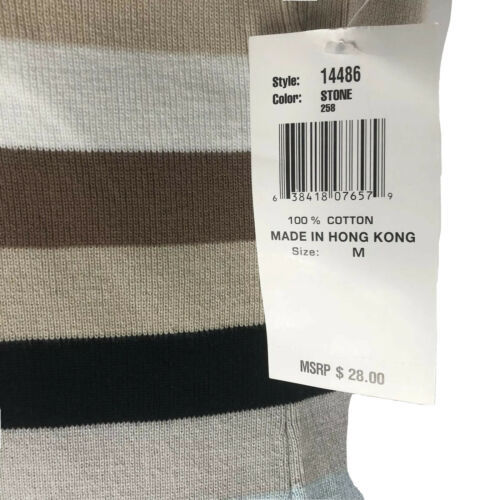 Style: 14486
Color: STONE
258
6 38418 07657 9
100 % COTTON
MADE IN HONG KONG
Size: M
MSRP $ 28.00